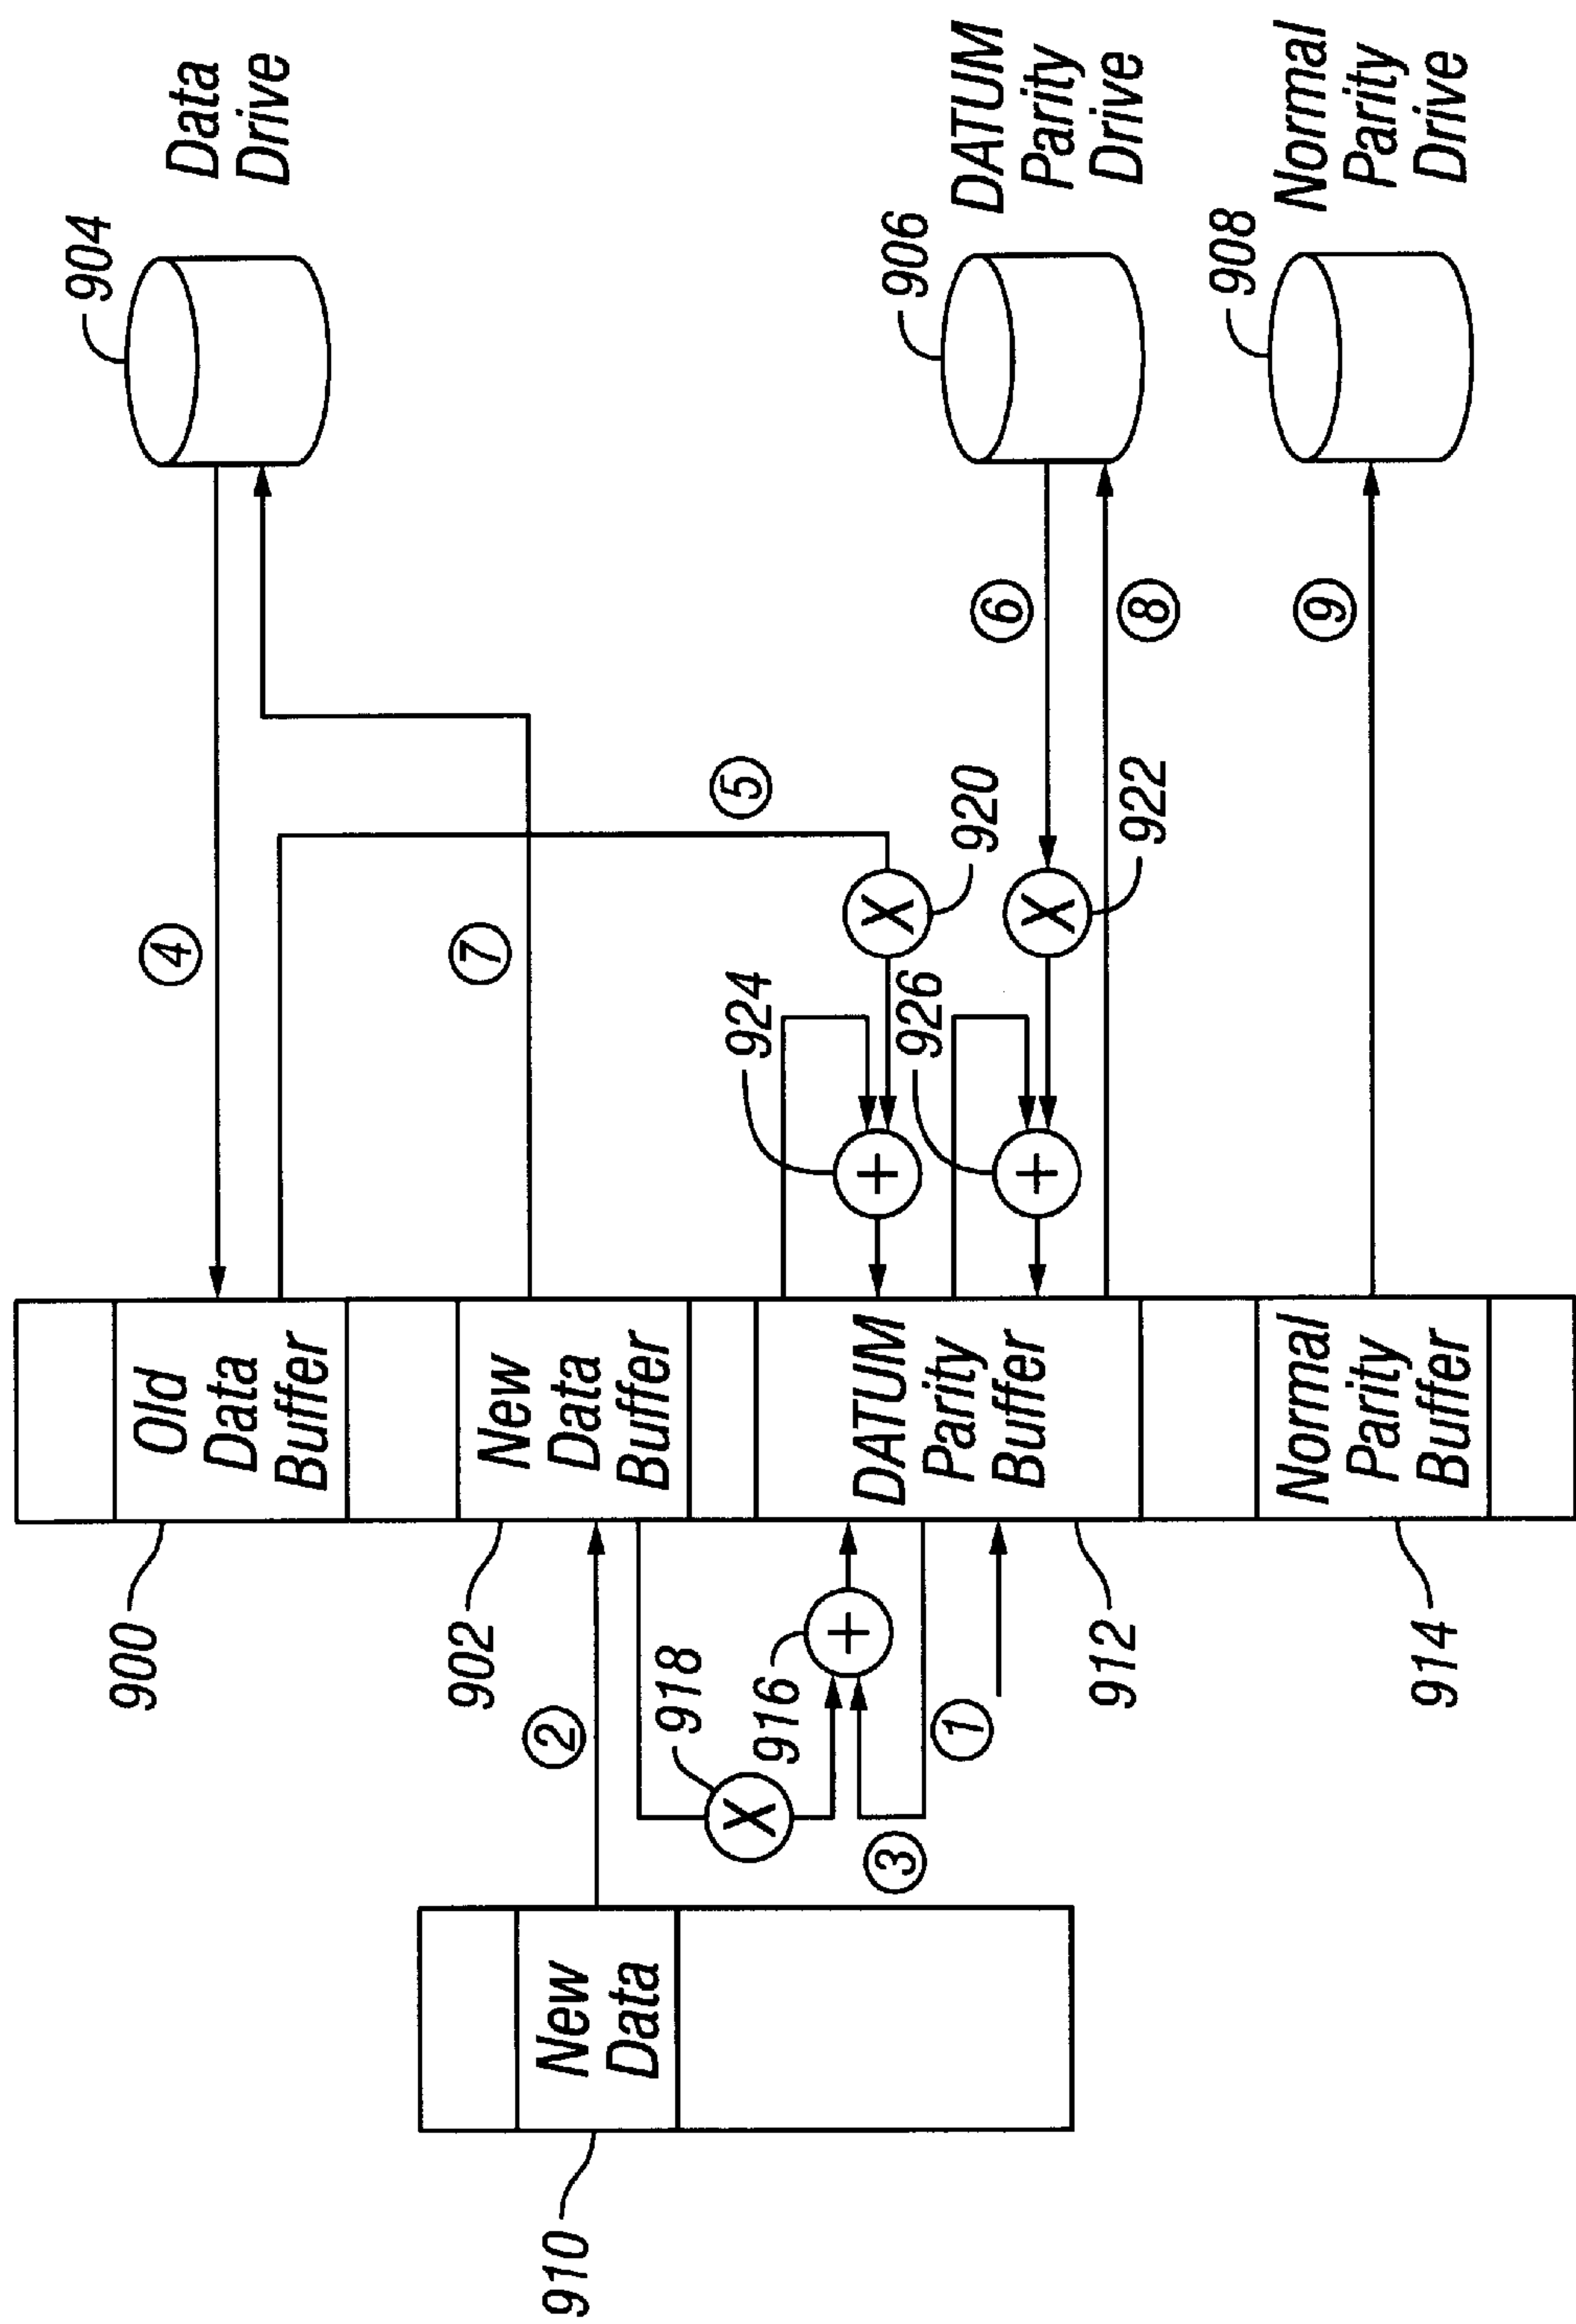 904
Data
Drive
906
DATUM
Parity
Drive
908
Normal
Parity
Drive
④
⑤
⑥
⑦
⑧
⑨
920
922
924
926
X
X
+
+
Old
Data
Buffer
New
Data
Buffer
DATUM
Parity
Buffer
Normal
Parity
Buffer
900
902
912
914
②
918
916
①
③
X
+
New
Data
910